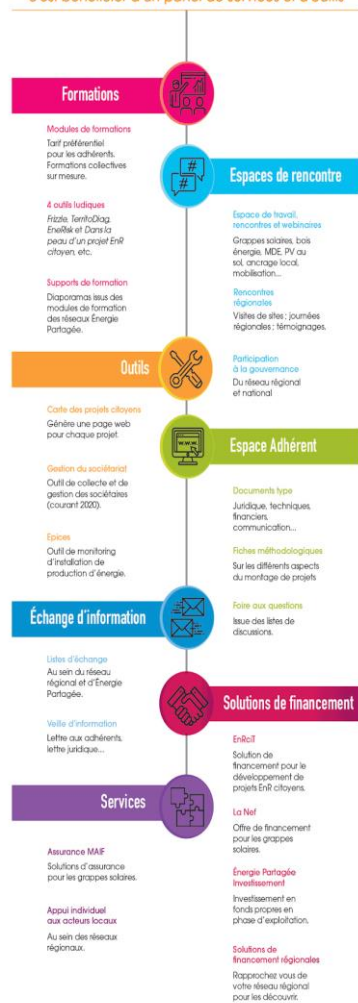 C'est bénéficier d'un panel de services et d'outils
Formations
Modules de formations
Tarif préférentiel
pour les adhérents.
Formations collectives
sur mesure.
4 outils ludiques
Frizzle, TerritoDiag,
EneRisk et Dans la
peau d'un projet EnR
citoyen, etc.
Supports de formation
Diaporamas issus des
modules de formation
des réseaux Énergie
Partagée.
#
#
Espaces de rencontre
Espace de travail,
rencontres et webinaires
Grappes solaires, bois
énergie, MDE, PV au
sol, ancrage local,
mobilisation...
Rencontres
régionales
Visites de sites ; journées
régionales ; témoignages.
Participation
à la gouvernance
Du réseau régional
et national
Outils
Carte des projets citoyens
Génère une page web
pour chaque projet.
Gestion du sociétariat
Outil de collecte et de
gestion des sociétaires
(courant 2020).
Epices
Outil de monitoring
d'installation de
production d'énergie.
www.
Espace Adhérent
Documents type
Juridique, techniques,
financiers,
communication...
Fiches méthodologiques
Sur les différents aspects
du montage de projets
Foire aux questions
Issue des listes de
discussions.
Échange d'information
Listes d'échange
Au sein du réseau
régional et d'Énergie
Partagée.
Veille d'information
Lettre aux adhérents,
lettre juridique...
Solutions de financement
EnRciT
Solution de
financement pour le
développement de
projets EnR citoyens.
La Nef
Offre de financement
pour les grappes
solaires.
Énergie Partagée
Investissement
Investissement en
fonds propres en
phase d'exploitation.
Solutions de
financement régionales
Rapprochez vous de
votre réseau régional
pour les découvrir.
Services
Assurance MAIF
Solutions d'assurance
pour les grappes solaires.
Appui individuel
aux acteurs locaux
Au sein des réseaux
régionaux.